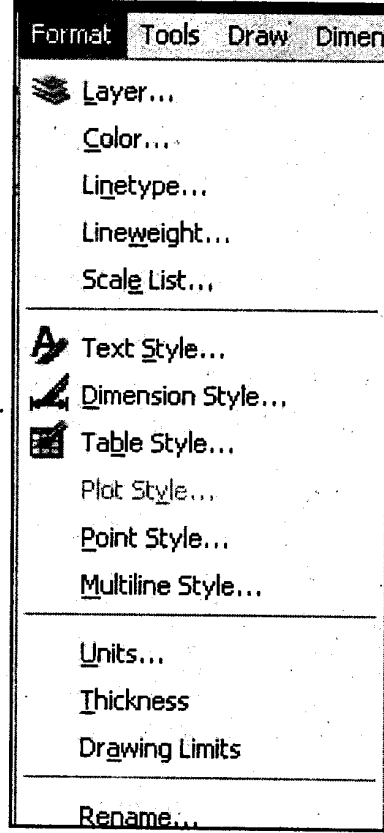 Format Tools Draw Dimen
Layer...
Color...
Linetype...
Lineweight...
Scale List...
Text Style...
Dimension Style...
Table Style...
Plot Style...
Point Style...
Multiline Style...
Units...
Thickness
Drawing Limits
Rename...